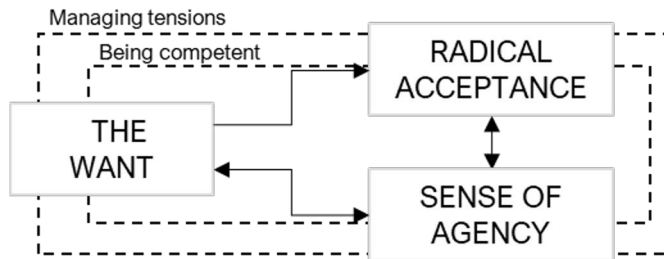 Managing tensions
Being competent
RADICAL
ACCEPTANCE
THE
WANT
SENSE OF
AGENCY